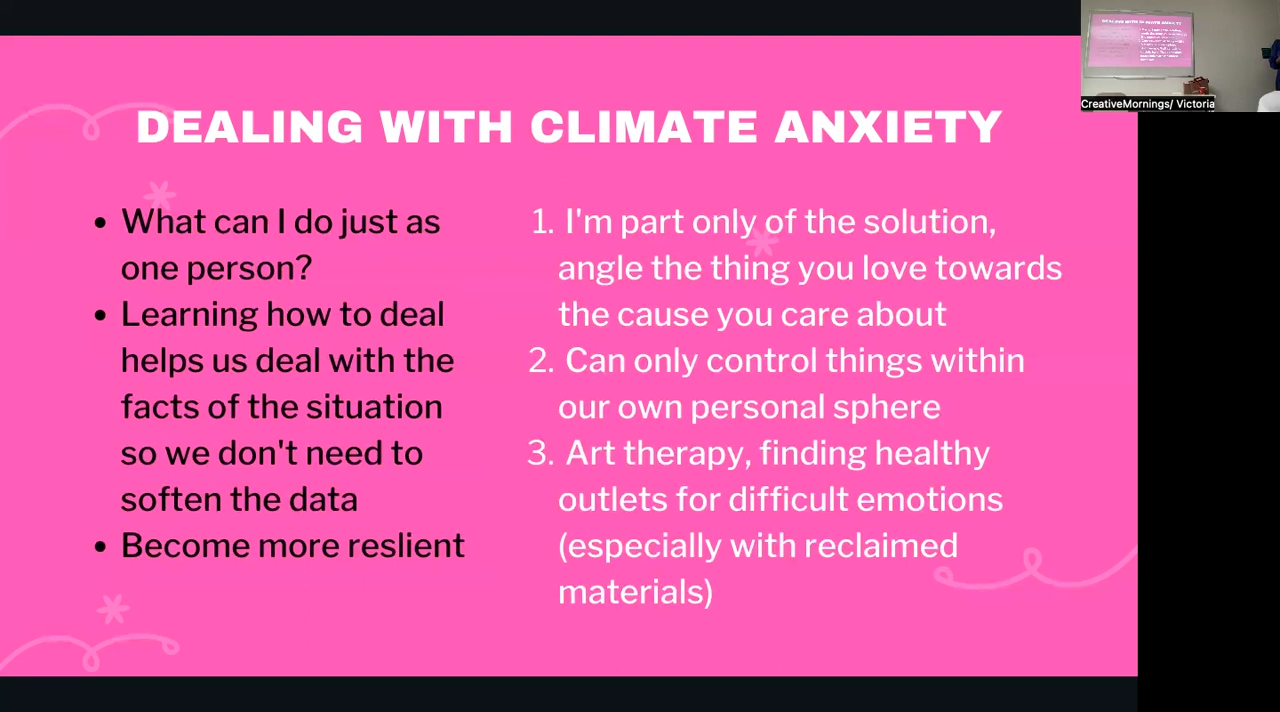 DEALING WITH CLIMATE ANXIETY
• What can I do just as
one person?
• Learning how to deal
helps us deal with the
facts of the situation
so we don't need to
soften the data
• Become more reslient
1. I'm part only of the solution,
angle the thing you love towards
the cause you care about
2. Can only control things within
our own personal sphere
3. Art therapy, finding healthy
outlets for difficult emotions
(especially with reclaimed
materials)
CreativeMornings/ Victoria